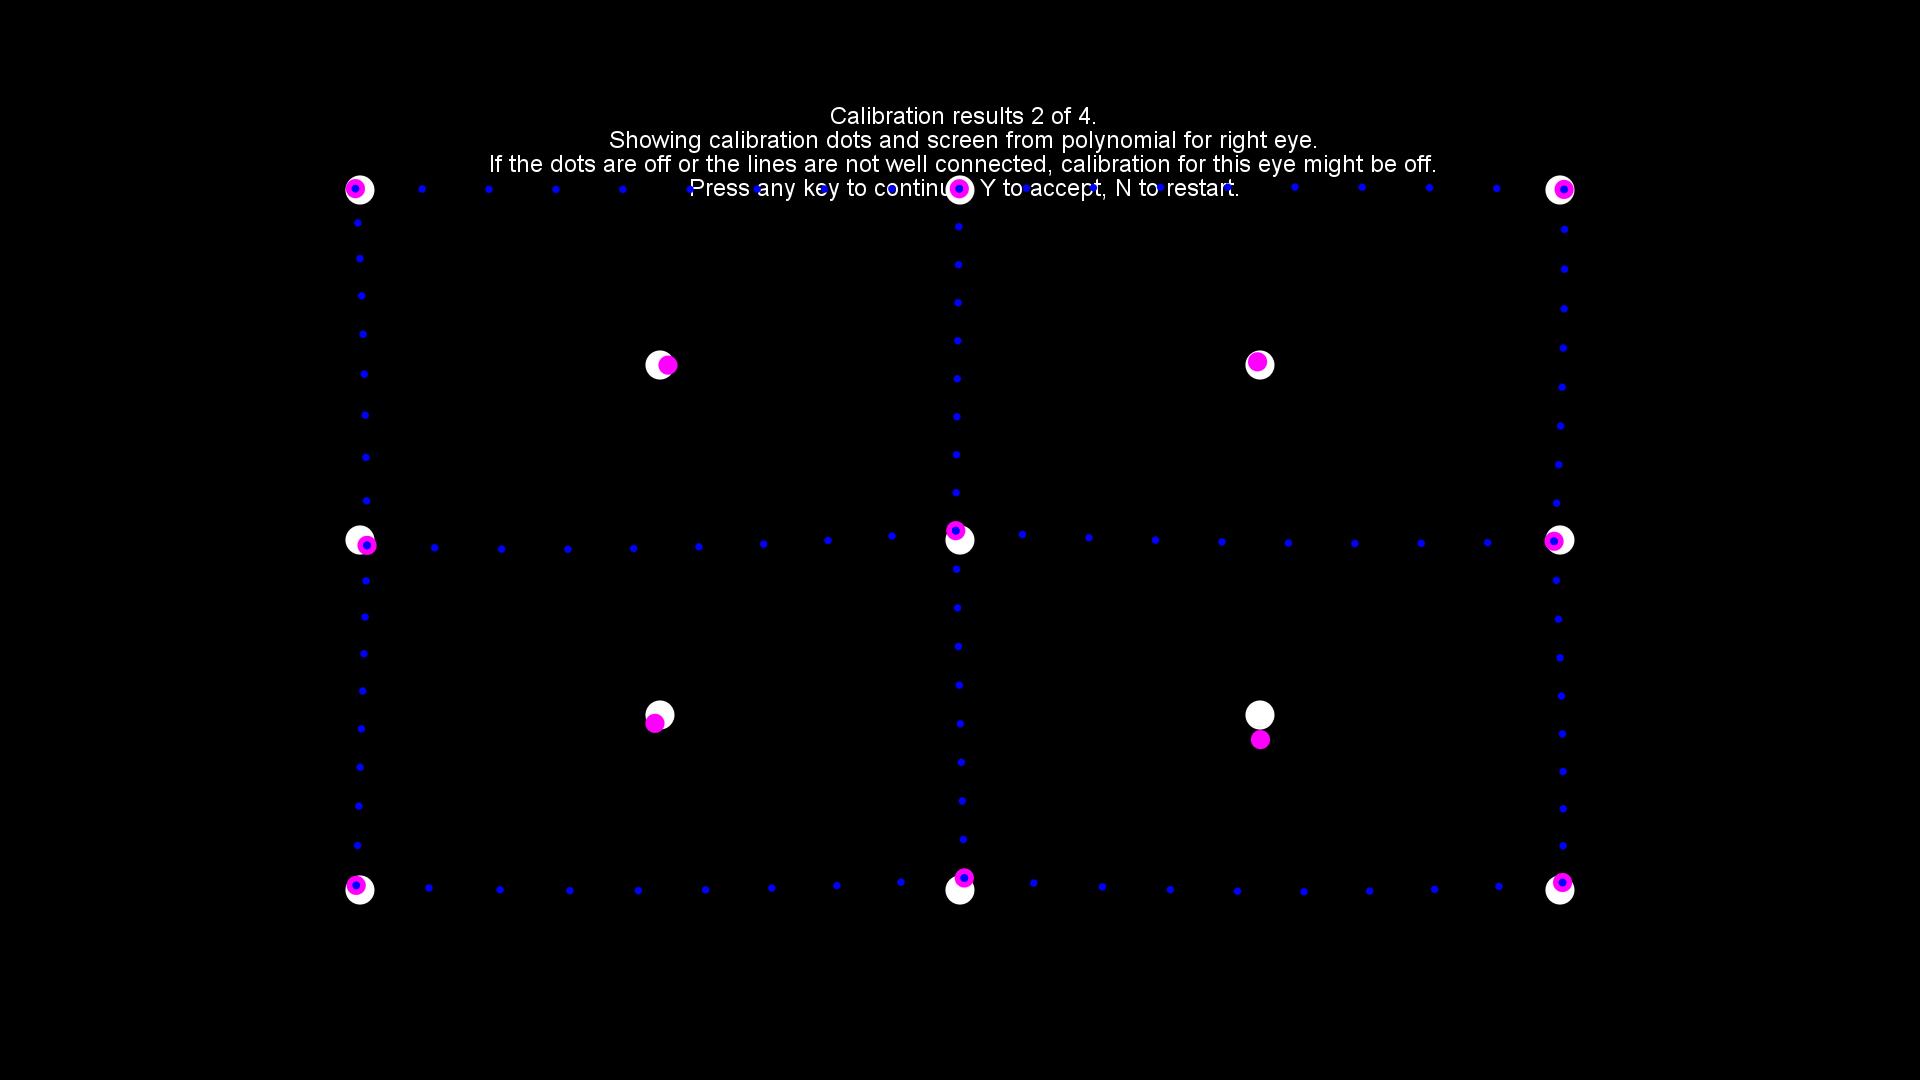 Calibration results 2 of 4.
Showing calibration dots and screen from polynomial for right eye.
If the dots are off or the lines are not well connected, calibration for this eye might be off.
Press any key to continue, Y to accept, N to restart.